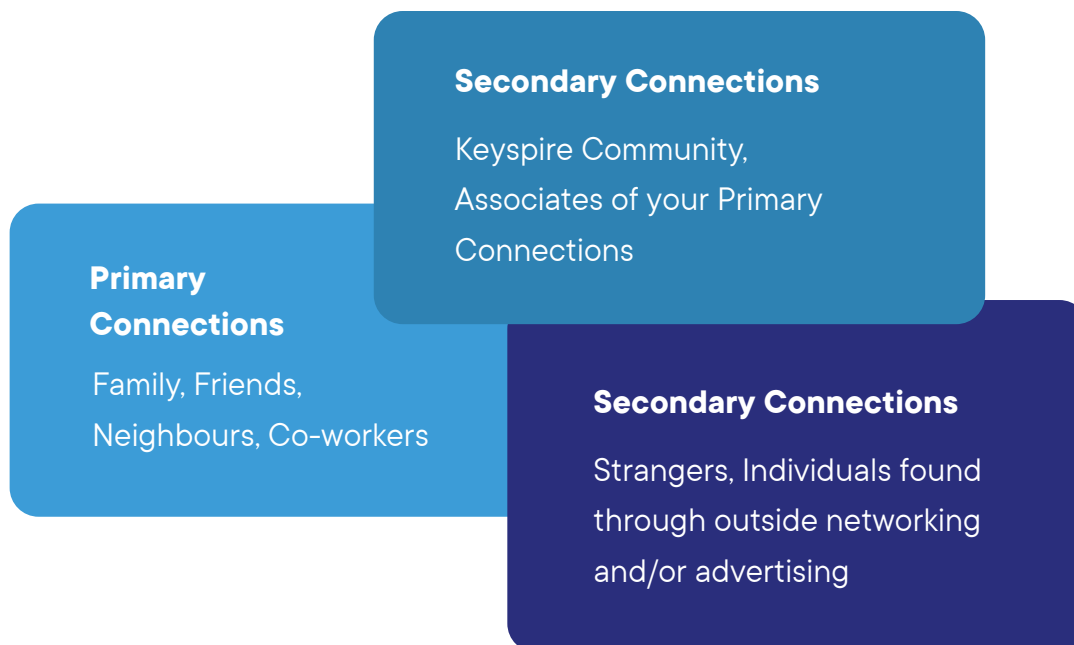 Secondary Connections
Keyspire Community,
Associates of your Primary
Connections
Primary
Connections
Family, Friends,
Neighbours, Co-workers
Secondary Connections
Strangers, Individuals found
through outside networking
and/or advertising